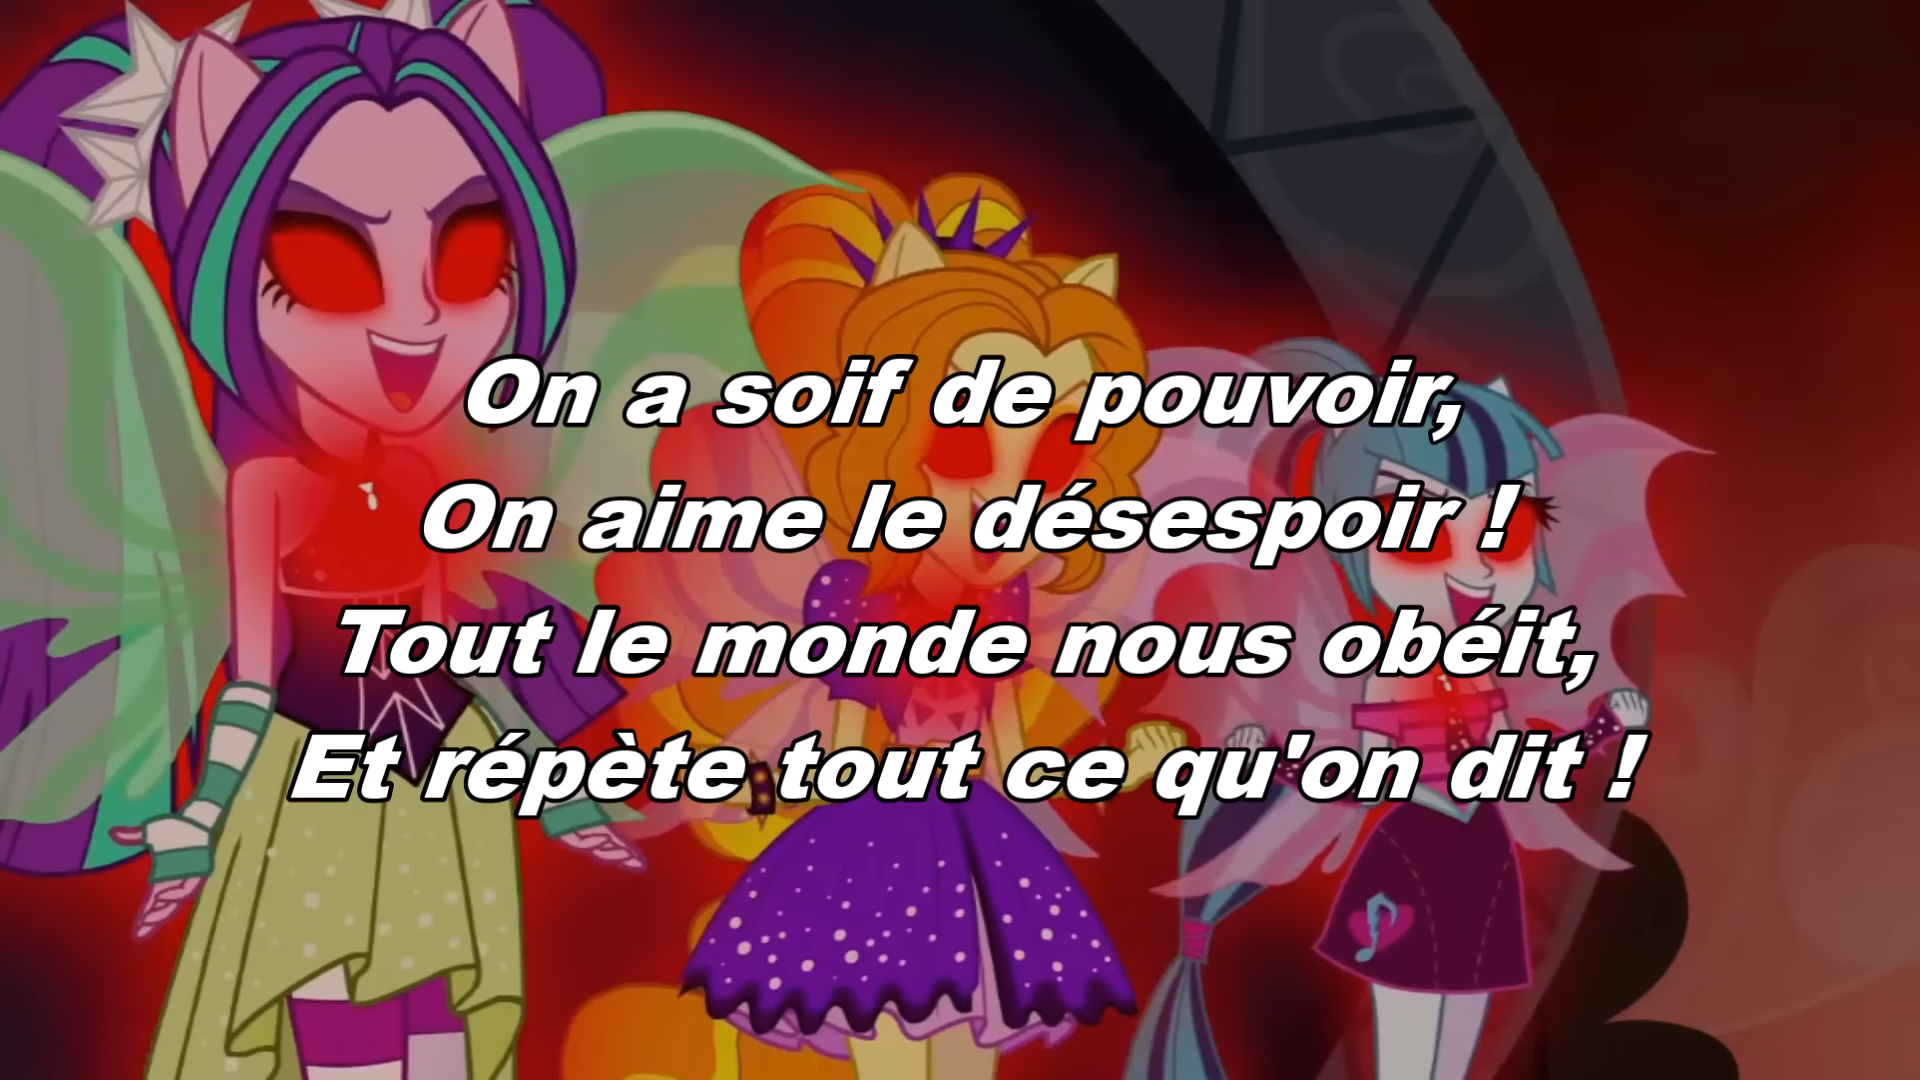 On a soif de pouvoir,
On aime le désespoir !
Tout le monde nous obéit,
Et répète tout ce qu'on dit !